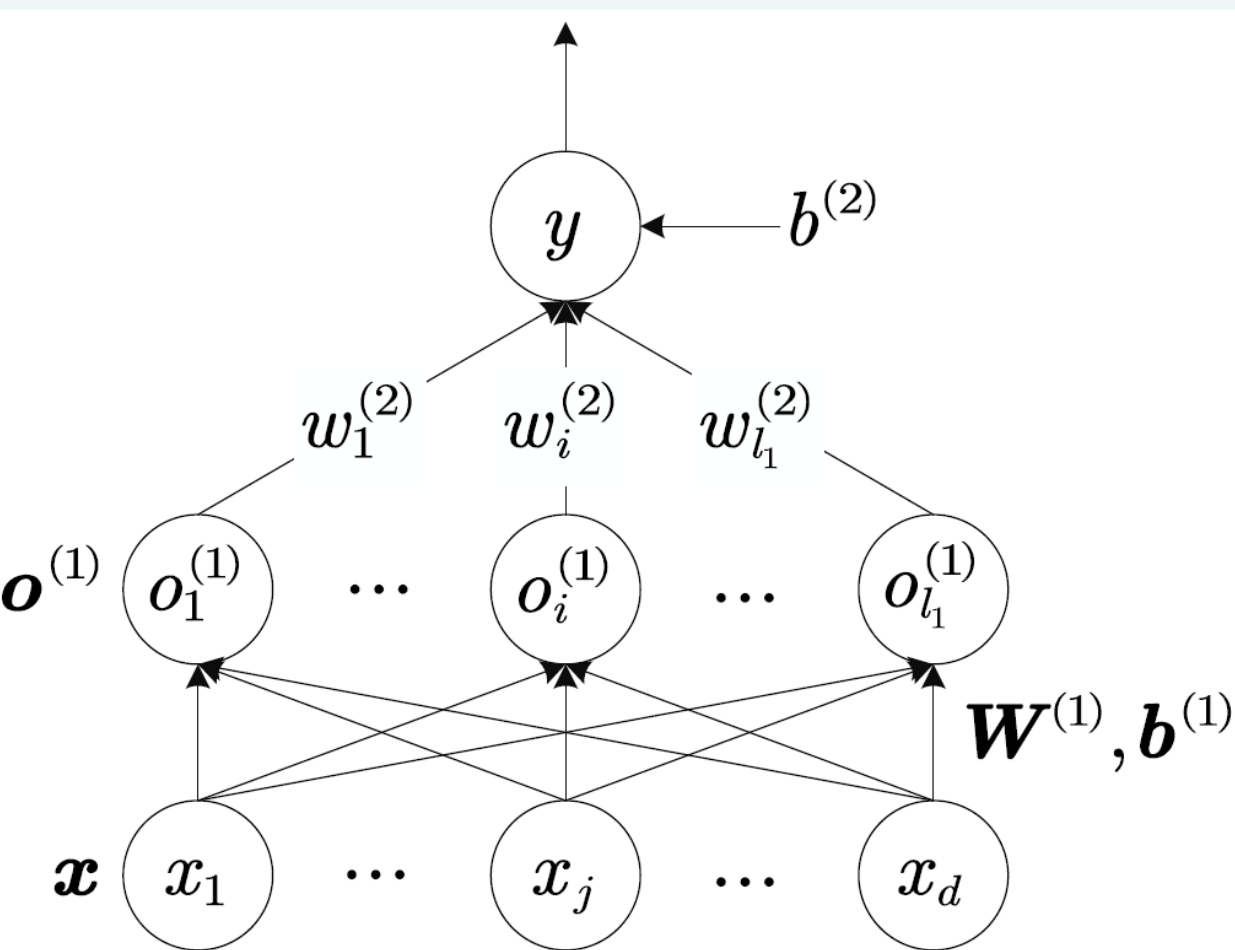 y
b^(2)
w_1^(2) w_i^(2) w_{l_1}^(2)
o^(1) o_1^(1) ... o_i^(1) ... o_{l_1}^(1)
W^(1), b^(1)
x x_1 ... x_j ... x_d